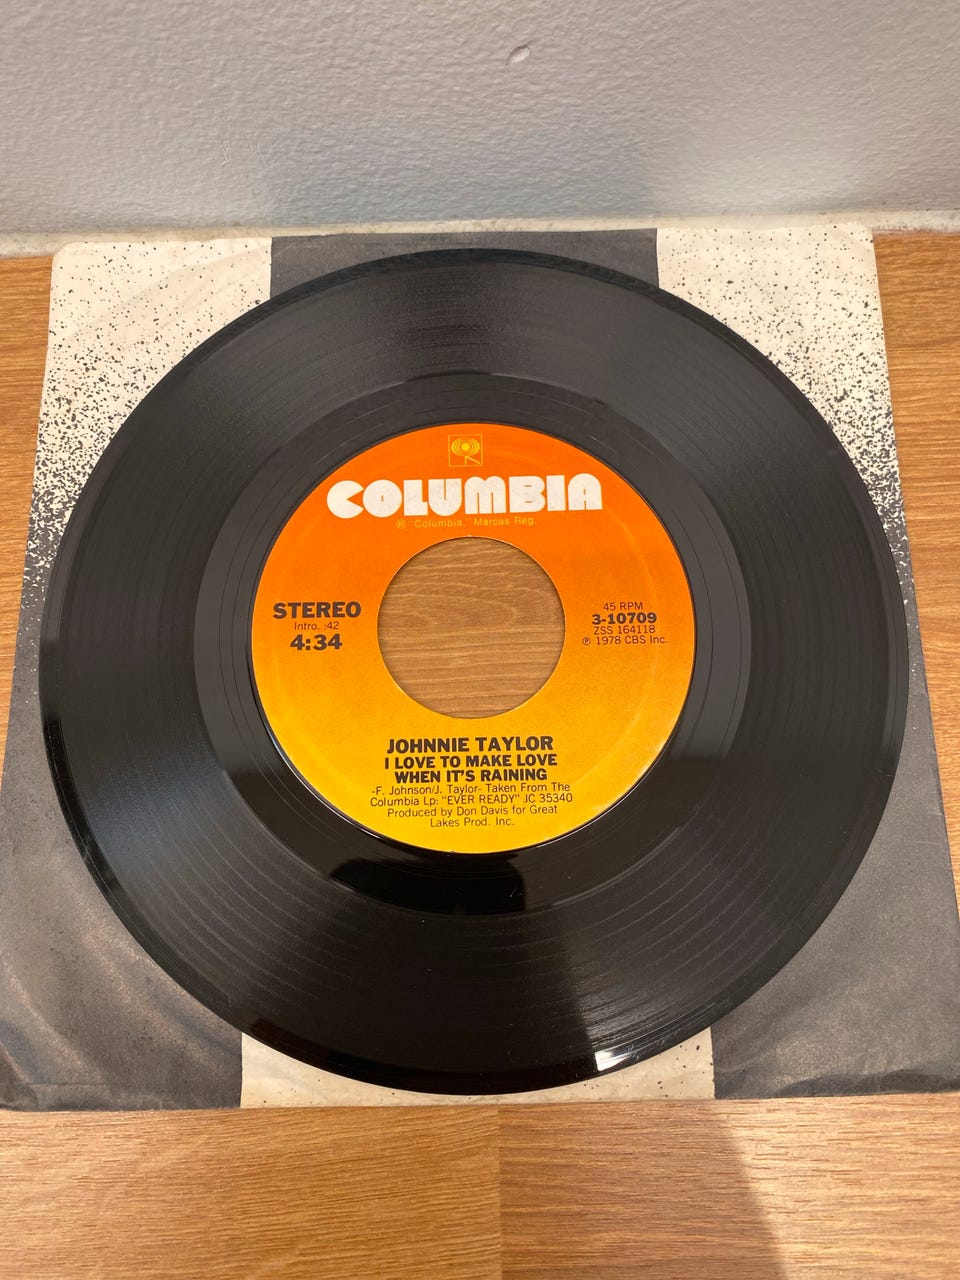 COLUMBIA
® "Columbia," Marcas Reg.
STEREO
Intro. :42
4:34
45 RPM
3-10709
ZSS 164118
℗ 1978 CBS Inc.
JOHNNIE TAYLOR
I LOVE TO MAKE LOVE
WHEN IT'S RAINING
-F. Johnson/J. Taylor- Taken From The
Columbia Lp: "EVER READY" JC 35340
Produced by Don Davis for Great
Lakes Prod. Inc.